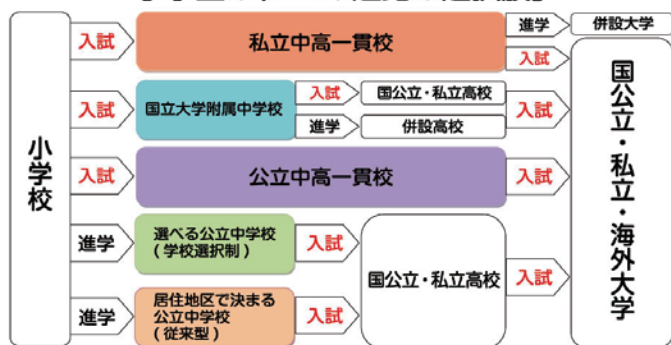 入試
私立中高一貫校
進学
併設大学
入試
入試
国立大学附属中学校
入試
国公立・私立高校
進学
併設高校
入試
小学校
入試
公立中高一貫校
入試
国公立・私立・海外大学
進学
選べる公立中学校
(学校選択制)
入試
国公立・私立高校
入試
進学
居住地区で決まる
公立中学校
(従来型)
入試